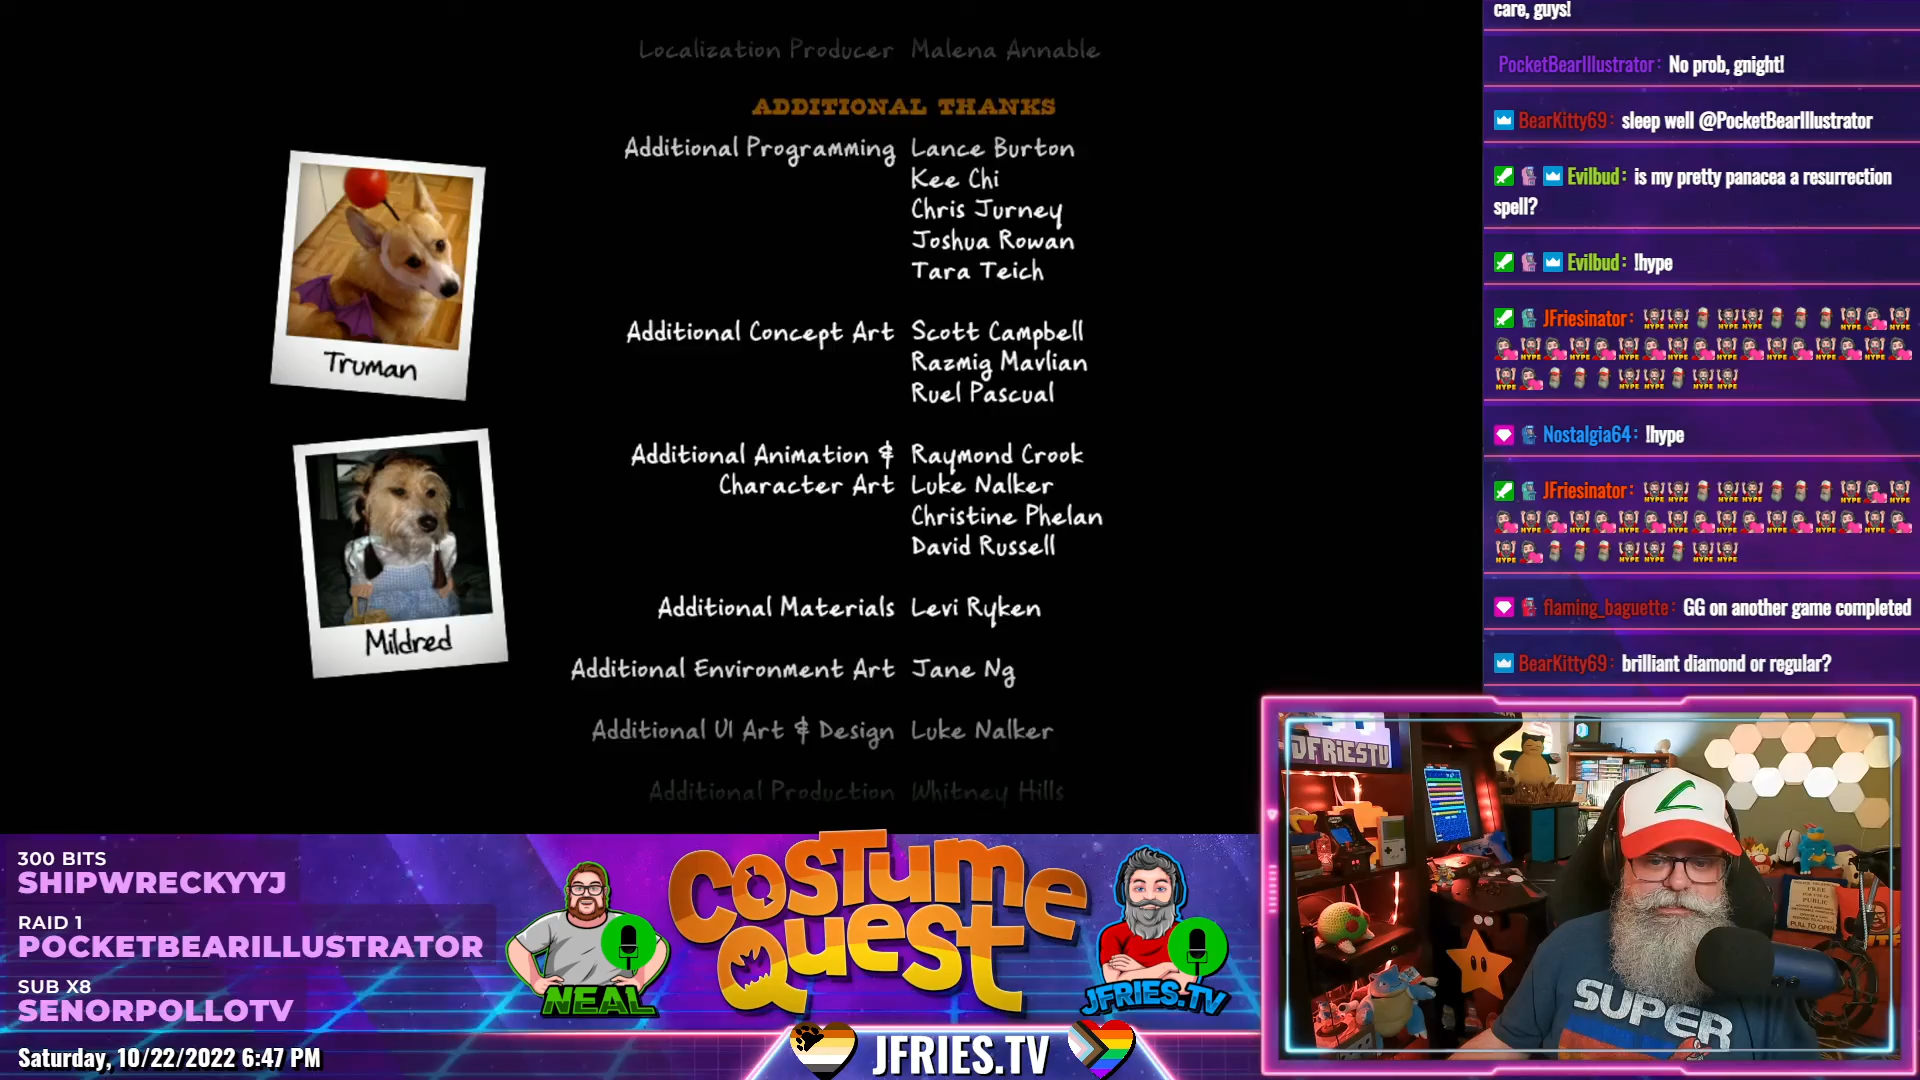 Localization Producer Malena Annable
ADDITIONAL THANKS
Additional Programming Lance Burton
Kee Chi
Chris Jurney
Joshua Rowan
Tara Teich
Additional Concept Art Scott Campbell
Razmig Mavlian
Ruel Pascual
Additional Animation & Raymond Crook
Character Art Luke Nalker
Christine Phelan
David Russell
Additional Materials Levi Ryken
Additional Environment Art Jane Ng
Additional UI Art & Design Luke Nalker
Additional Production Whitney Hills
Truman
Mildred
care, guys!
PocketBearIllustrator: No prob, gnight!
BearKitty69: sleep well @PocketBearIllustrator
Evilbud: is my pretty panacea a resurrection
spell?
Evilbud: !hype
JFriesinator:
Nostalgia64: !hype
JFriesinator:
flaming_baguette: GG on another game completed
BearKitty69: brilliant diamond or regular?
300 BITS
SHIPWRECKYYJ
RAID 1
POCKETBEARILLUSTRATOR
SUB X8
SENORPOLLOTV
Saturday, 10/22/2022 6:47 PM
NEAL
COSTUME
QUEST
JFRIES.TV
JFRIES.TV
JFRIESTV
SUPER